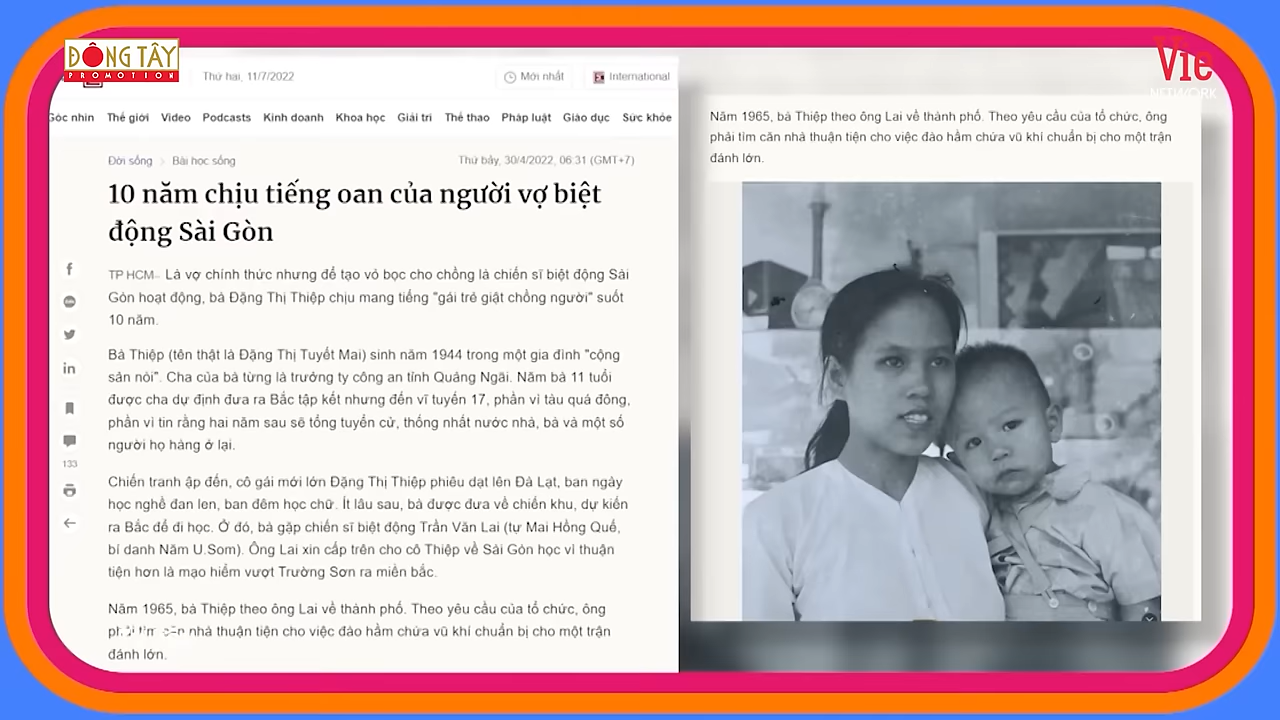 ĐÔNG TÂY
PROMOTION
Vie
NETWORK
Thứ hai, 11/7/2022
Mới nhất
International
Góc nhìn Thế giới Video Podcasts Kinh doanh Khoa học Giải trí Thể thao Pháp luật Giáo dục Sức khỏe
Đời sống > Bài học sống
Thứ bảy, 30/4/2022, 06:31 (GMT+7)
10 năm chịu tiếng oan của người vợ biệt
động Sài Gòn
TP HCM- Là vợ chính thức nhưng để tạo vỏ bọc cho chồng là chiến sĩ biệt động Sài
Gòn hoạt động, bà Đặng Thị Thiệp chịu mang tiếng "gái trẻ giật chồng người" suốt
10 năm.
Bà Thiệp (tên thật là Đặng Thị Tuyết Mai) sinh năm 1944 trong một gia đình "cộng
sản nòi". Cha của bà từng là trưởng ty công an tỉnh Quảng Ngãi. Năm bà 11 tuổi
được cha dự định đưa ra Bắc tập kết nhưng đến vĩ tuyến 17, phần vì tàu quá đông,
phần vì tin rằng hai năm sau sẽ tổng tuyển cử, thống nhất nước nhà, bà và một số
người họ hàng ở lại.
Chiến tranh ập đến, cô gái mới lớn Đặng Thị Thiệp phiêu dạt lên Đà Lạt, ban ngày
học nghề đan len, ban đêm học chữ. Ít lâu sau, bà được đưa về chiến khu, dự kiến
ra Bắc để đi học. Ở đó, bà gặp chiến sĩ biệt động Trần Văn Lai (tự Mai Hồng Quế,
bí danh Năm U.Som). Ông Lai xin cấp trên cho cô Thiệp về Sài Gòn học vì thuận
tiện hơn là mạo hiểm vượt Trường Sơn ra miền bắc.
133
Năm 1965, bà Thiệp theo ông Lai về thành phố. Theo yêu cầu của tổ chức, ông
phải tìm căn nhà thuận tiện cho việc đào hầm chứa vũ khí chuẩn bị cho một trận
đánh lớn.
Năm 1965, bà Thiệp theo ông Lai về thành phố. Theo yêu cầu của tổ chức, ông
phải tìm căn nhà thuận tiện cho việc đào hầm chứa vũ khí chuẩn bị cho một trận
đánh lớn.